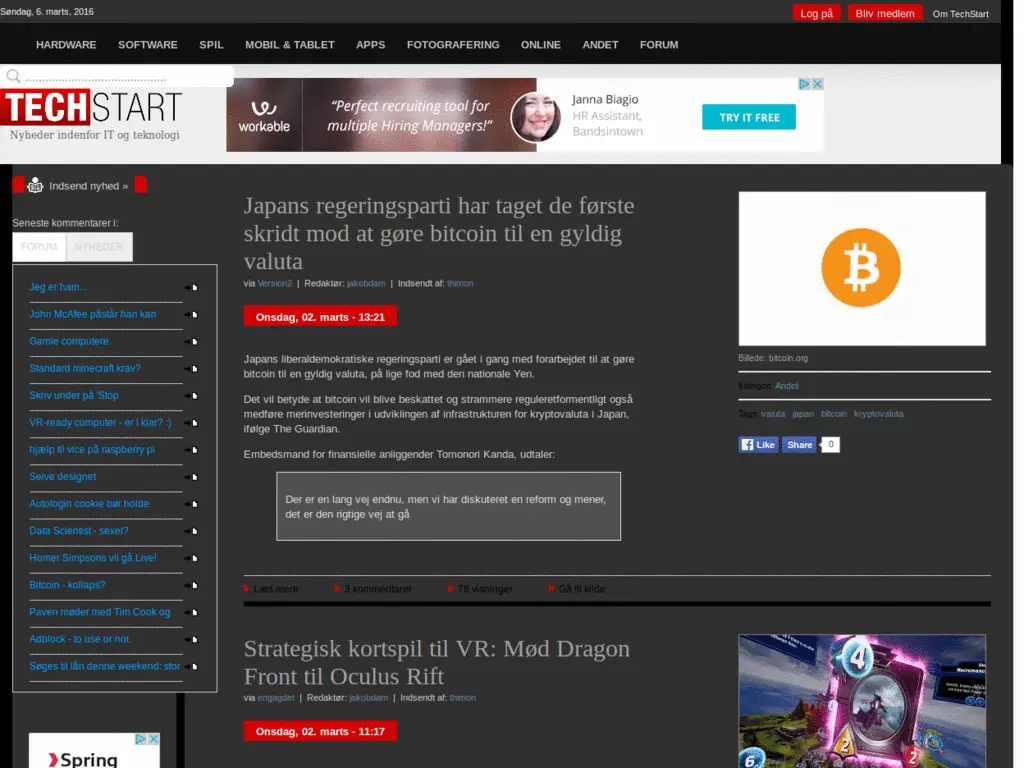 Søndag, 6. marts, 2016
Log på
Bliv medlem
Om TechStart
HARDWARE
SOFTWARE
SPIL
MOBIL & TABLET
APPS
FOTOGRAFERING
ONLINE
ANDET
FORUM
TECHSTART
Nyheder indenfor IT og teknologi
workable
“Perfect recruiting tool for
multiple Hiring Managers!”
Janna Biagio
HR Assistant,
Bandsintown
TRY IT FREE
Indsend nyhed »
Seneste kommentarer i:
FORUM
NYHEDER
Jeg er ham...
John McAfee påstår han kan
Gamle computere
Standard minecraft krav?
Skriv under på 'Stop
VR-ready computer - er I klar? :)
hjælp til vice på raspberry pi
Selve designet
Autologin cookie bør holde
Data Scientist - sexet?
Homer Simpsons vil gå Live!
Bitcoin - kollaps?
Paven møder med Tim Cook og
Adblock - to use or not
Søges til lån denne weekend: stor
Spring
Japans regeringsparti har taget de første
skridt mod at gøre bitcoin til en gyldig
valuta
via Version2 | Redaktør: jakobdam | Indsendt af: thimon
Onsdag, 02. marts - 13:21
Japans liberaldemokratiske regeringsparti er gået i gang med forarbejdet til at gøre
bitcoin til en gyldig valuta, på lige fod med den nationale Yen.
Det vil betyde at bitcoin vil blive beskattet og strammere reguleretformentligt også
medføre merinvesteringer i udviklingen af infrastrukturen for kryptovaluta i Japan,
ifølge The Guardian.
Embedsmand for finansielle anliggender Tomonori Kanda, udtaler:
Der er en lang vej endnu, men vi har diskuteret en reform og mener,
det er den rigtige vej at gå
Billede: bitcoin.org
Kategori: Andet
Tags: valuta japan bitcoin kryptovaluta
Like
Share
0
Læs mere
3 kommentarer
Til visninger
Gå til kilde
Strategisk kortspil til VR: Mød Dragon
Front til Oculus Rift
via engagdet | Redaktør: jakobdam | Indsendt af: thimon
Onsdag, 02. marts - 11:17
4
2
2
6